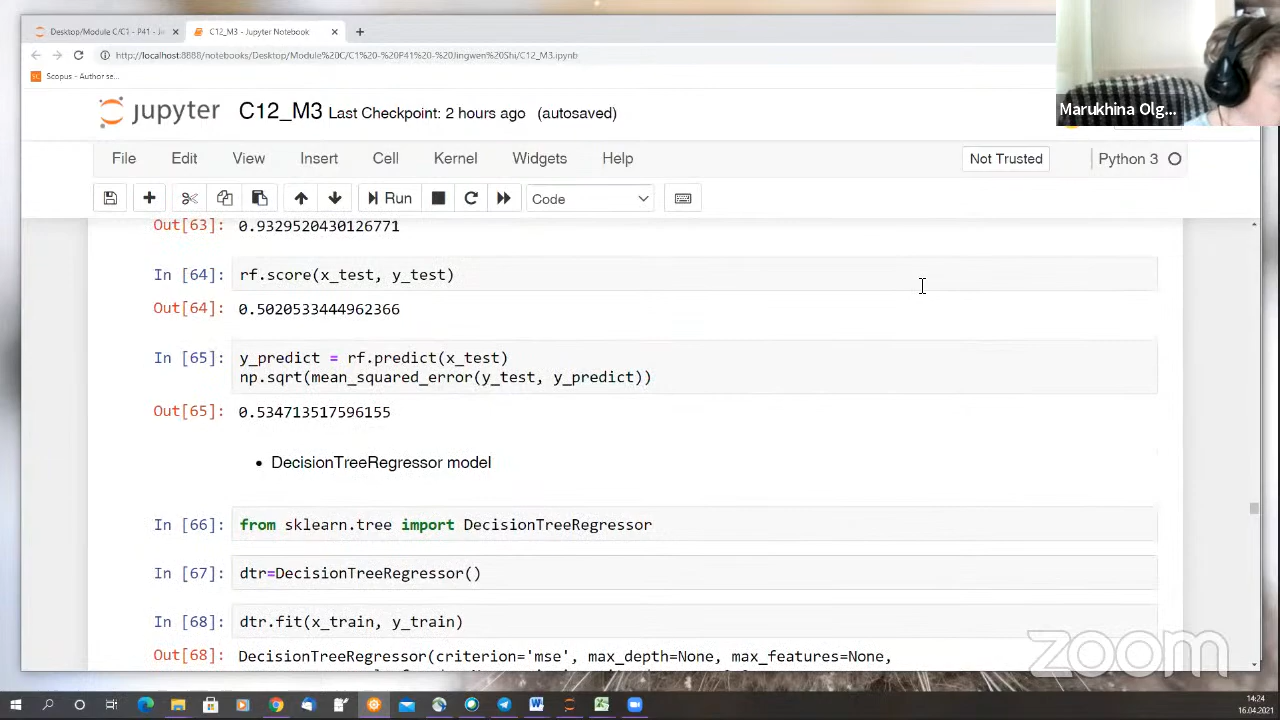 Desktop/Module C/C1 - P41 - Ji
C12_M3 - Jupyter Notebook
http://localhost:8888/notebooks/Desktop/Module%20C/C1%20-%20P41%20-%20Jingwen%20Shi/C12_M3.ipynb
Scopus - Author se...
Marukhina Olg...
jupyter C12_M3 Last Checkpoint: 2 hours ago (autosaved)
File Edit View Insert Cell Kernel Widgets Help Not Trusted Python 3
Run Code
Out[63]: 0.9329520430126771
In [64]: rf.score(x_test, y_test)
Out[64]: 0.5020533444962366
In [65]: y_predict = rf.predict(x_test)
np.sqrt(mean_squared_error(y_test, y_predict))
Out[65]: 0.534713517596155
• DecisionTreeRegressor model
In [66]: from sklearn.tree import DecisionTreeRegressor
In [67]: dtr=DecisionTreeRegressor()
In [68]: dtr.fit(x_train, y_train)
Out[68]: DecisionTreeRegressor(criterion='mse', max_depth=None, max_features=None,
zoom
14:24
16.04.2021